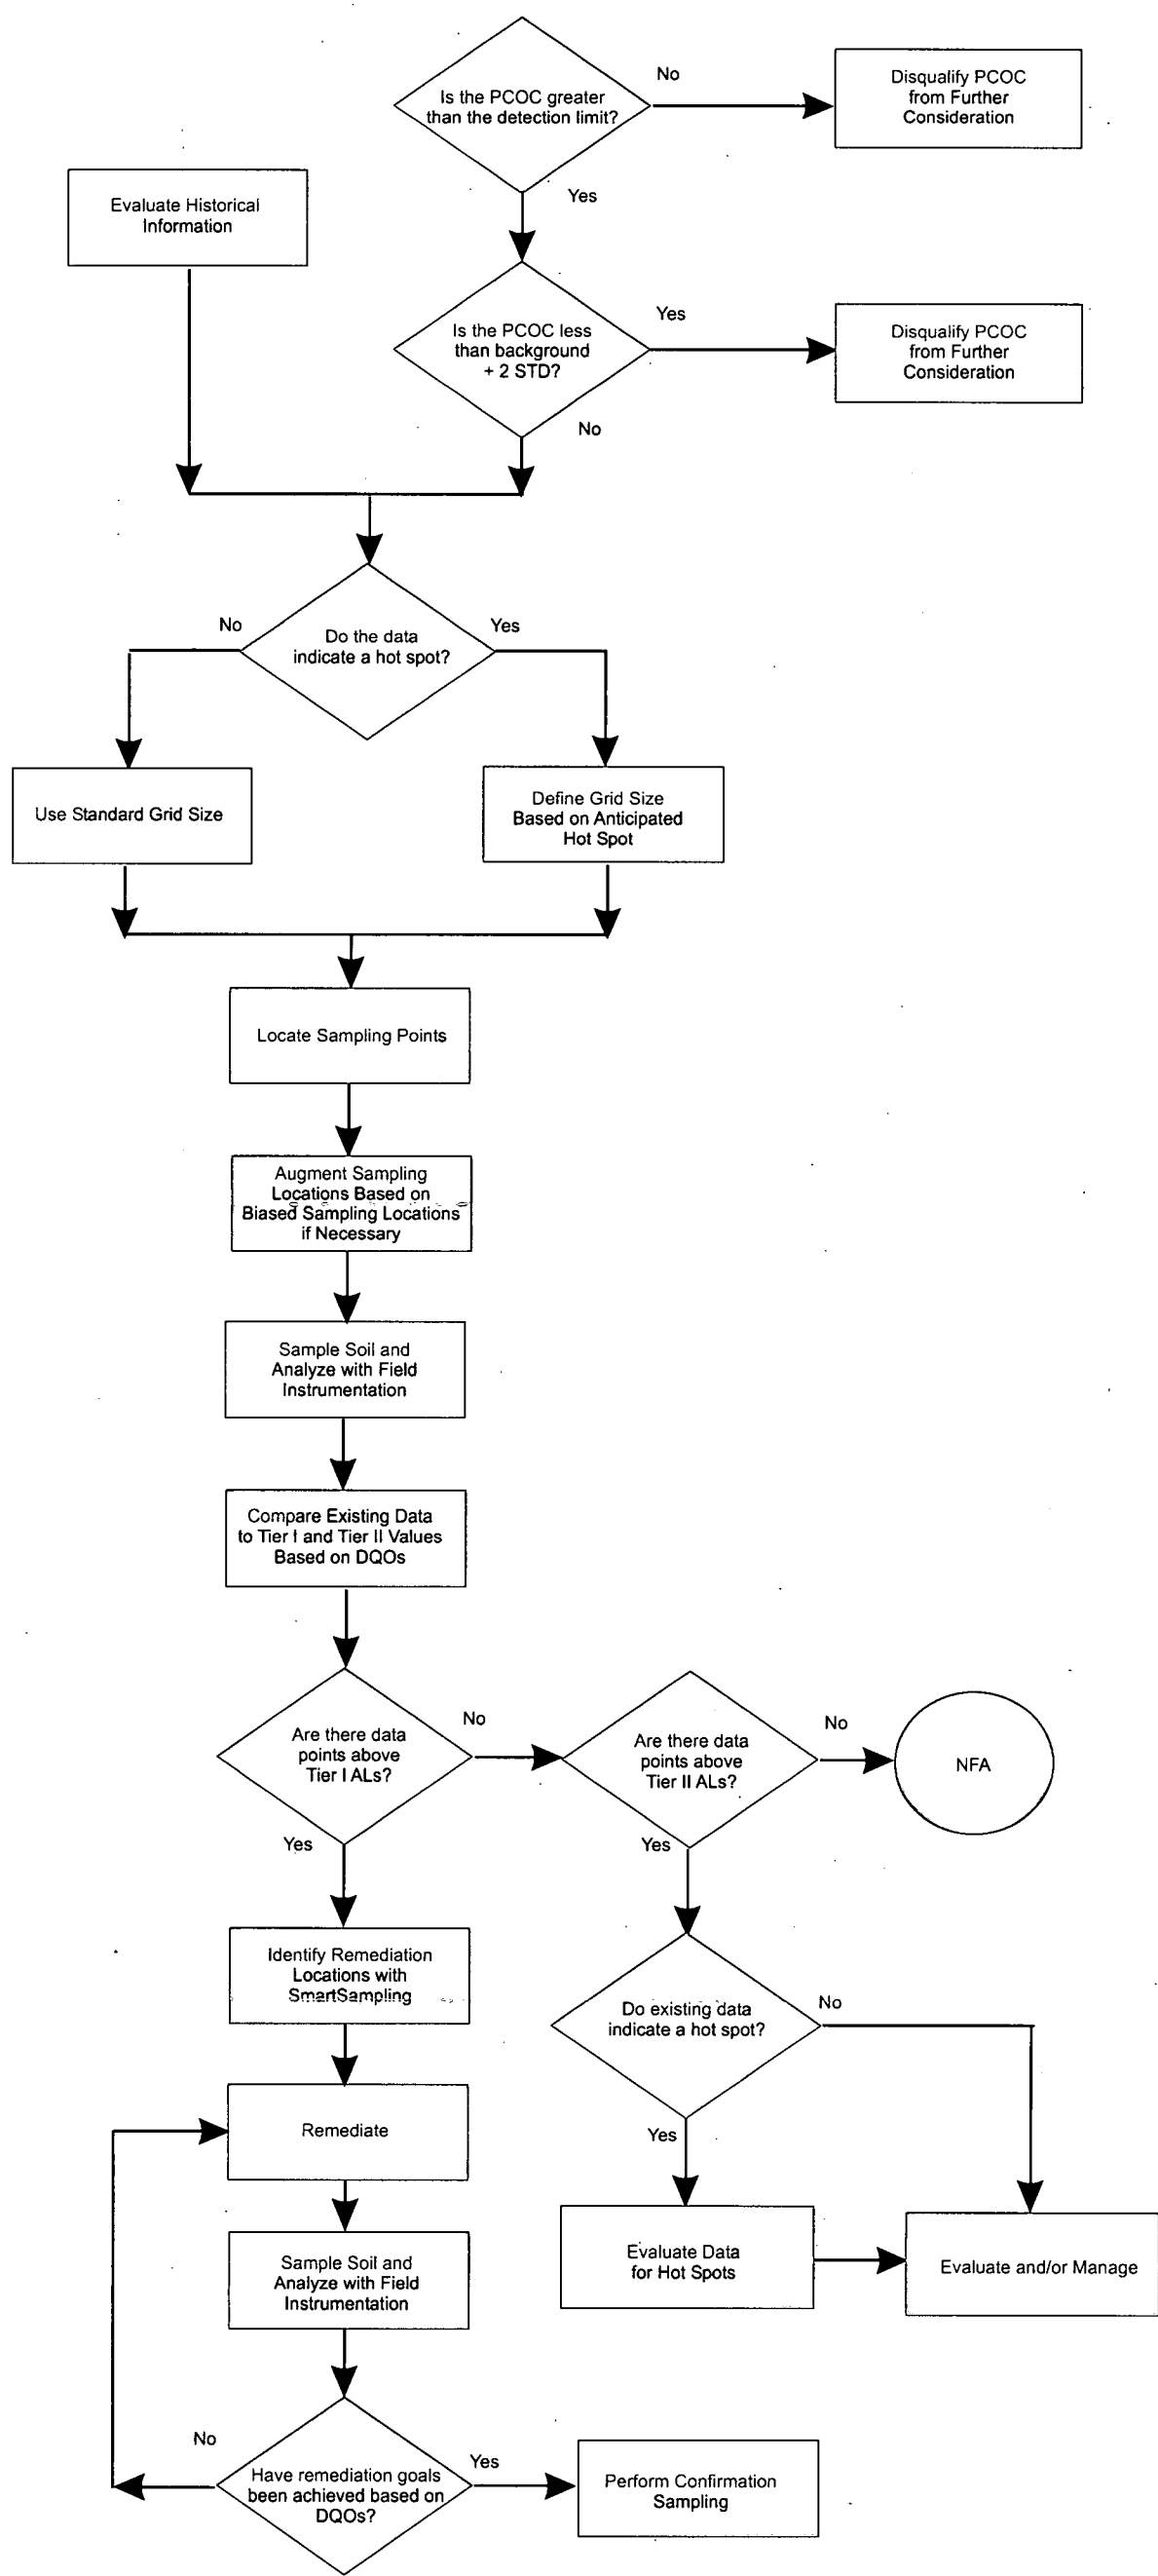 Is the PCOC greater
than the detection limit?
No
Disqualify PCOC
from Further
Consideration
Yes
Evaluate Historical
Information
Is the PCOC less
than background
+ 2 STD?
Yes
Disqualify PCOC
from Further
Consideration
No
Do the data
indicate a hot spot?
No
Yes
Use Standard Grid Size
Define Grid Size
Based on Anticipated
Hot Spot
Locate Sampling Points
Augment Sampling
Locations Based on
Biased Sampling Locations
if Necessary
Sample Soil and
Analyze with Field
Instrumentation
Compare Existing Data
to Tier I and Tier II Values
Based on DQOs
Are there data
points above
Tier I ALs?
No
Are there data
points above
Tier II ALs?
No
NFA
Yes
Yes
Identify Remediation
Locations with
SmartSampling
Do existing data
indicate a hot spot?
No
Remediate
Yes
Sample Soil and
Analyze with Field
Instrumentation
Evaluate Data
for Hot Spots
Evaluate and/or Manage
No
Have remediation goals
been achieved based on
DQOs?
Yes
Perform Confirmation
Sampling